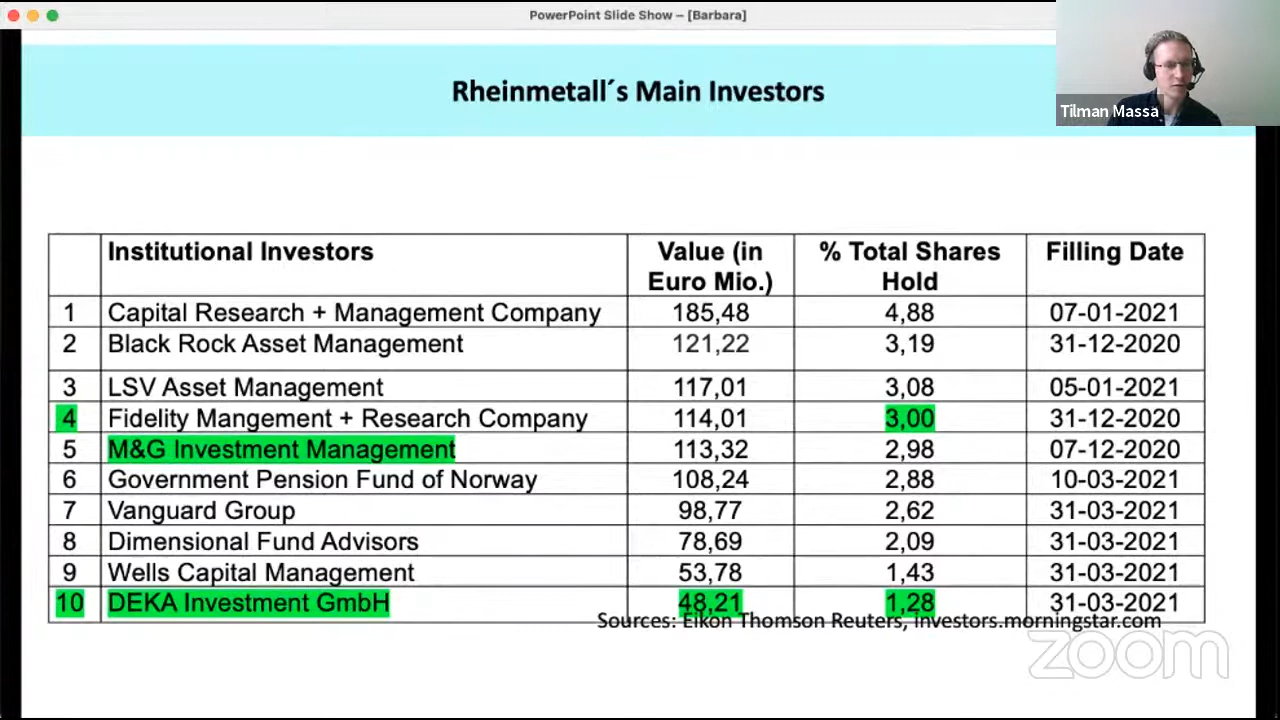 PowerPoint Slide Show – [Barbara]
Rheinmetall´s Main Investors
Tilman Massa
Institutional Investors Value (in Euro Mio.) % Total Shares Hold Filling Date
1 Capital Research + Management Company 185,48 4,88 07-01-2021
2 Black Rock Asset Management 121,22 3,19 31-12-2020
3 LSV Asset Management 117,01 3,08 05-01-2021
4 Fidelity Mangement + Research Company 114,01 3,00 31-12-2020
5 M&G Investment Management 113,32 2,98 07-12-2020
6 Government Pension Fund of Norway 108,24 2,88 10-03-2021
7 Vanguard Group 98,77 2,62 31-03-2021
8 Dimensional Fund Advisors 78,69 2,09 31-03-2021
9 Wells Capital Management 53,78 1,43 31-03-2021
10 DEKA Investment GmbH 48,21 1,28 31-03-2021
Sources: Eikon Thomson Reuters, investors.morningstar.com
zoom